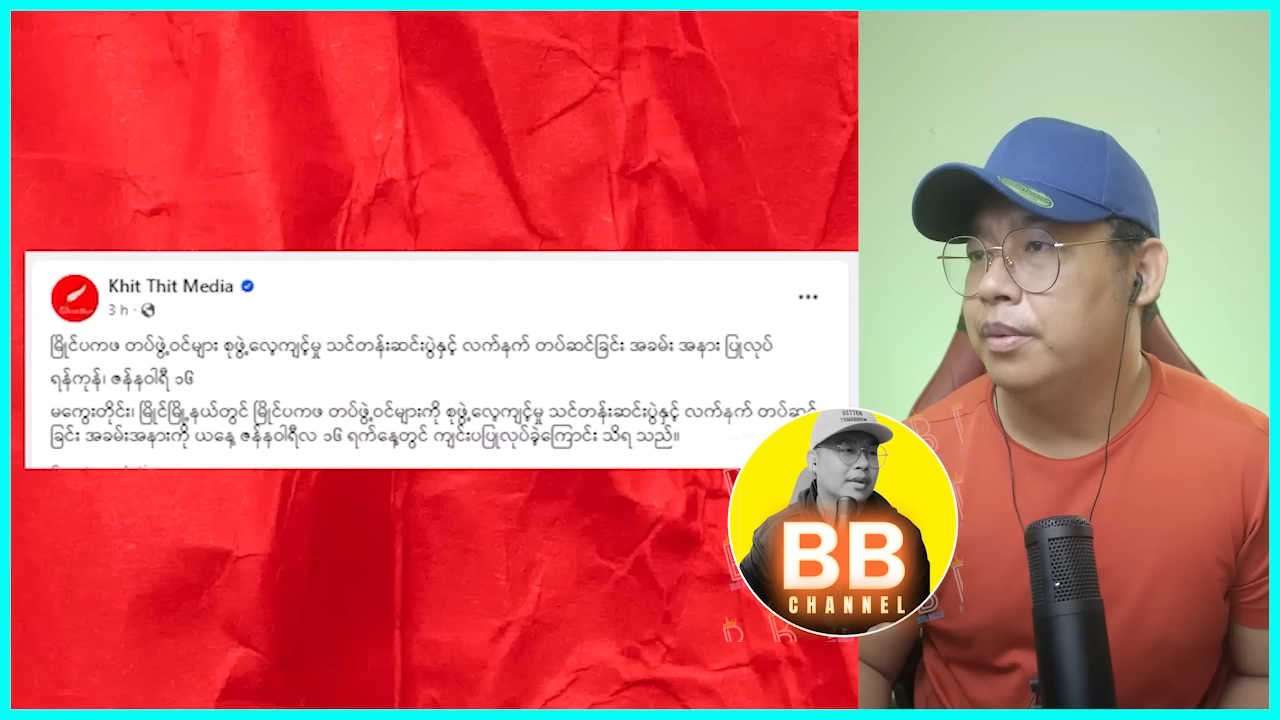 Khit Thit Media
3 h
မြိုင်ပကဖ တပ်ဖွဲ့ဝင်များ စုဖွဲ့လေ့ကျင့်မှု သင်တန်းဆင်းပွဲနှင့် လက်နက် တပ်ဆင်ခြင်း အခမ်း အနား ပြုလုပ်
ရန်ကုန်၊ ဇန်နဝါရီ ၁၆
မကွေးတိုင်း၊ မြိုင်မြို့နယ်တွင် မြိုင်ပကဖ တပ်ဖွဲ့ဝင်များကို စုဖွဲ့လေ့ကျင့်မှု သင်တန်းဆင်းပွဲနှင့် လက်နက် တပ်ဆင်
ခြင်း အခမ်းအနားကို ယနေ့ ဇန်နဝါရီလ ၁၆ ရက်နေ့တွင် ကျင်းပပြုလုပ်ခဲ့ကြောင်း သိရ သည်။
BETTER
TOMORROW
BB
CHANNEL